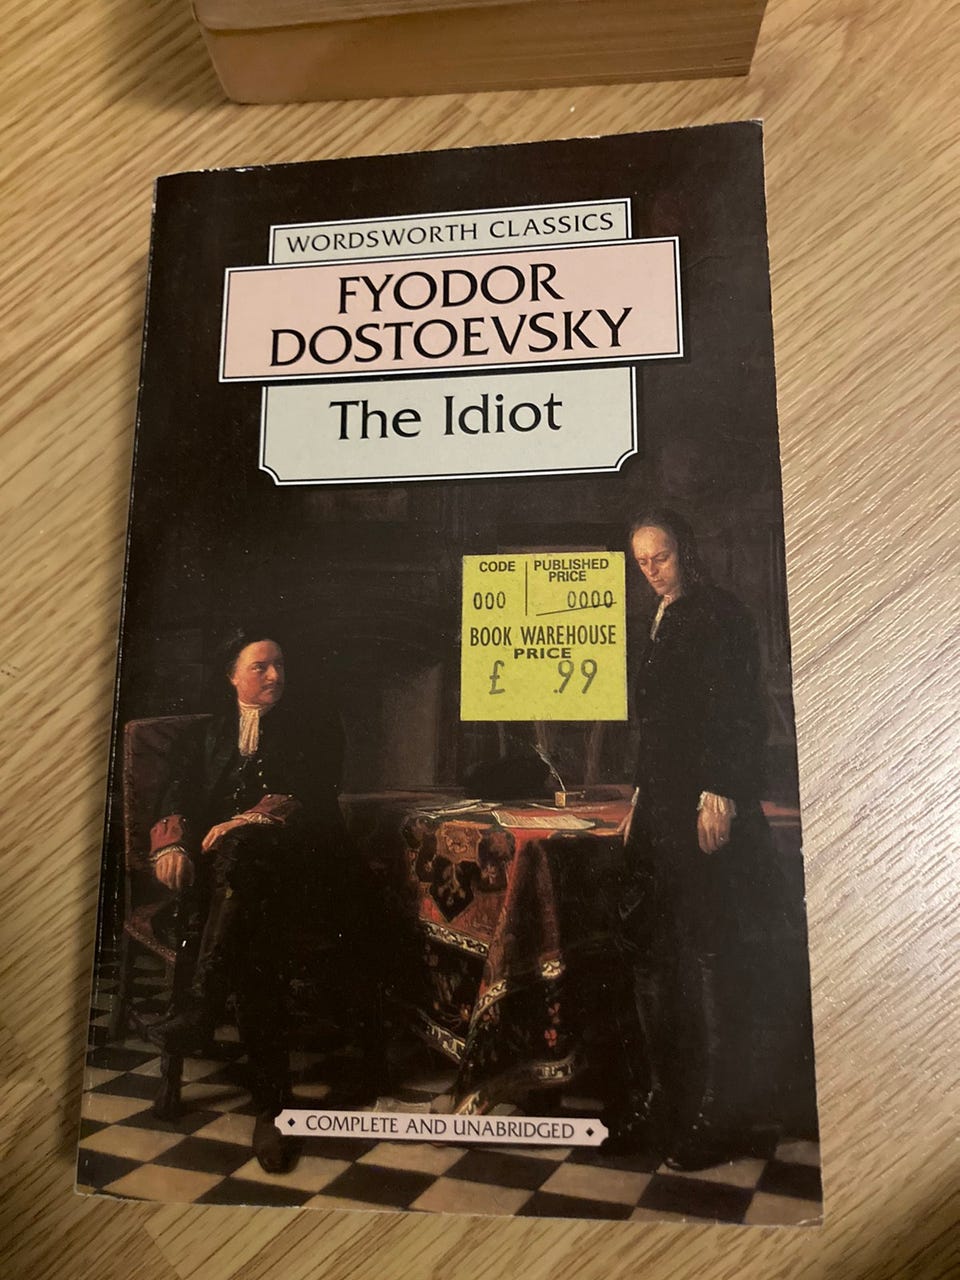 WORDSWORTH CLASSICS
FYODOR
DOSTOEVSKY
The Idiot
CODE
PUBLISHED
PRICE
000
0000
BOOK WAREHOUSE
PRICE
£ .99
COMPLETE AND UNABRIDGED